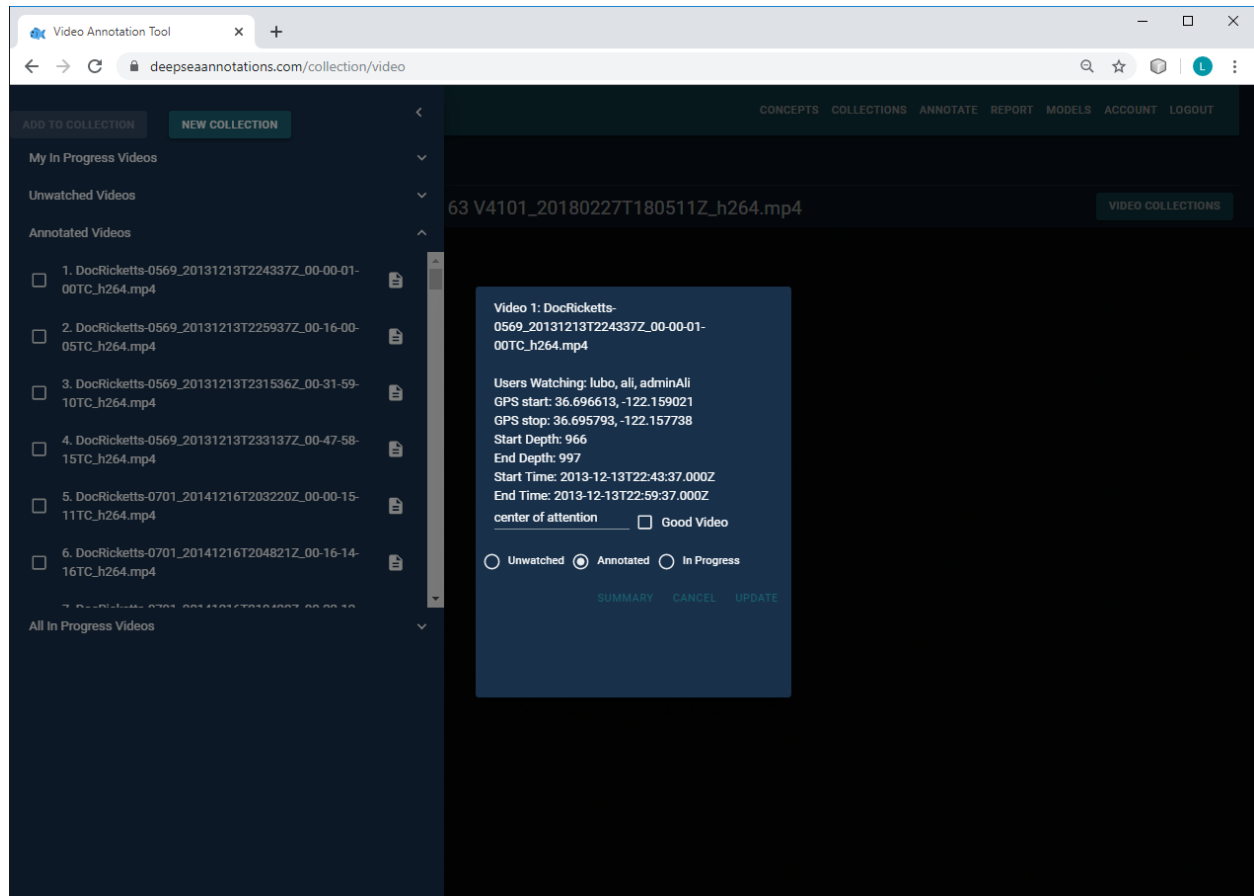 Video Annotation Tool
deepseaannotations.com/collection/video
L
CONCEPTS COLLECTIONS ANNOTATE REPORT MODELS ACCOUNT LOGOUT
ADD TO COLLECTION NEW COLLECTION
My In Progress Videos
Unwatched Videos
63 V4101_20180227T180511Z_h264.mp4
VIDEO COLLECTIONS
Annotated Videos
1. DocRicketts-0569_20131213T224337Z_00-00-01-
00TC_h264.mp4
2. DocRicketts-0569_20131213T225937Z_00-16-00-
05TC_h264.mp4
3. DocRicketts-0569_20131213T231536Z_00-31-59-
10TC_h264.mp4
4. DocRicketts-0569_20131213T233137Z_00-47-58-
15TC_h264.mp4
5. DocRicketts-0701_20141216T203220Z_00-00-15-
11TC_h264.mp4
6. DocRicketts-0701_20141216T204821Z_00-16-14-
16TC_h264.mp4
All In Progress Videos
Video 1: DocRicketts-
0569_20131213T224337Z_00-00-01-
00TC_h264.mp4
Users Watching: lubo, ali, adminAli
GPS start: 36.696613, -122.159021
GPS stop: 36.695793, -122.157738
Start Depth: 966
End Depth: 997
Start Time: 2013-12-13T22:43:37.000Z
End Time: 2013-12-13T22:59:37.000Z
center of attention Good Video
Unwatched Annotated In Progress
SUMMARY CANCEL UPDATE